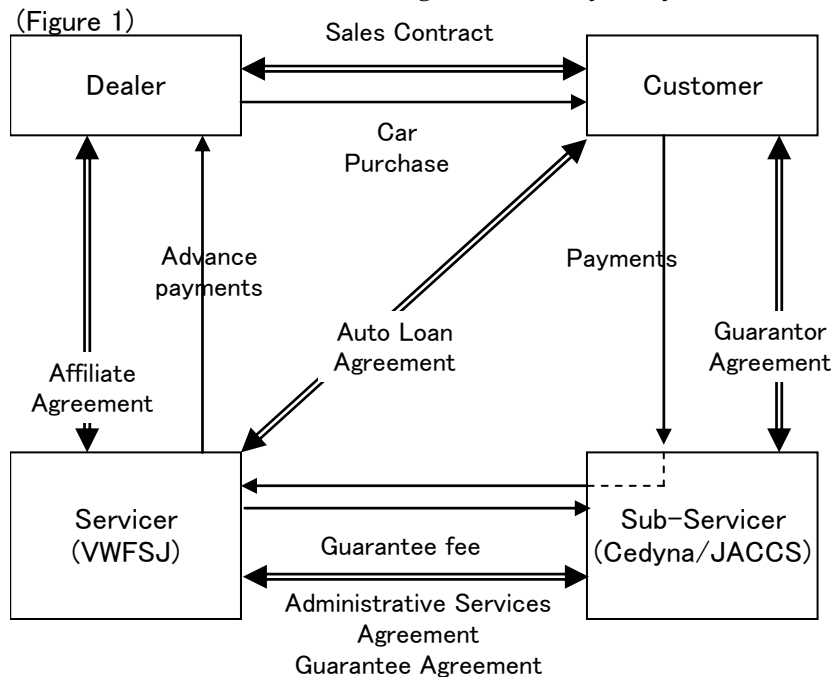 (Figure 1)
Sales Contract
Dealer
Customer
Car
Purchase
Advance
payments
Payments
Auto Loan
Agreement
Guarantor
Agreement
Affiliate
Agreement
Servicer
(VWFSJ)
Sub-Servicer
(Cedyna/JACCS)
Guarantee fee
Administrative Services
Agreement
Guarantee Agreement